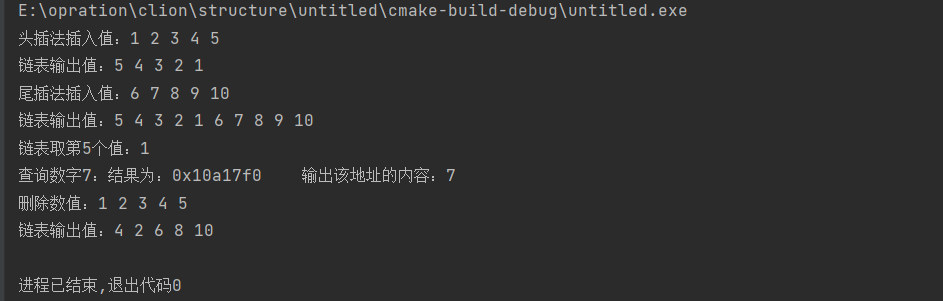 E:\opration\clion\structure\untitled\cmake-build-debug\untitled.exe
头插法插入值：1 2 3 4 5
链表输出值：5 4 3 2 1
尾插法插入值：6 7 8 9 10
链表输出值：5 4 3 2 1 6 7 8 9 10
链表取第5个值：1
查询数字7：结果为：0x10a17f0    输出该地址的内容：7
删除数值：1 2 3 4 5
链表输出值：4 2 6 8 10
进程已结束,退出代码0